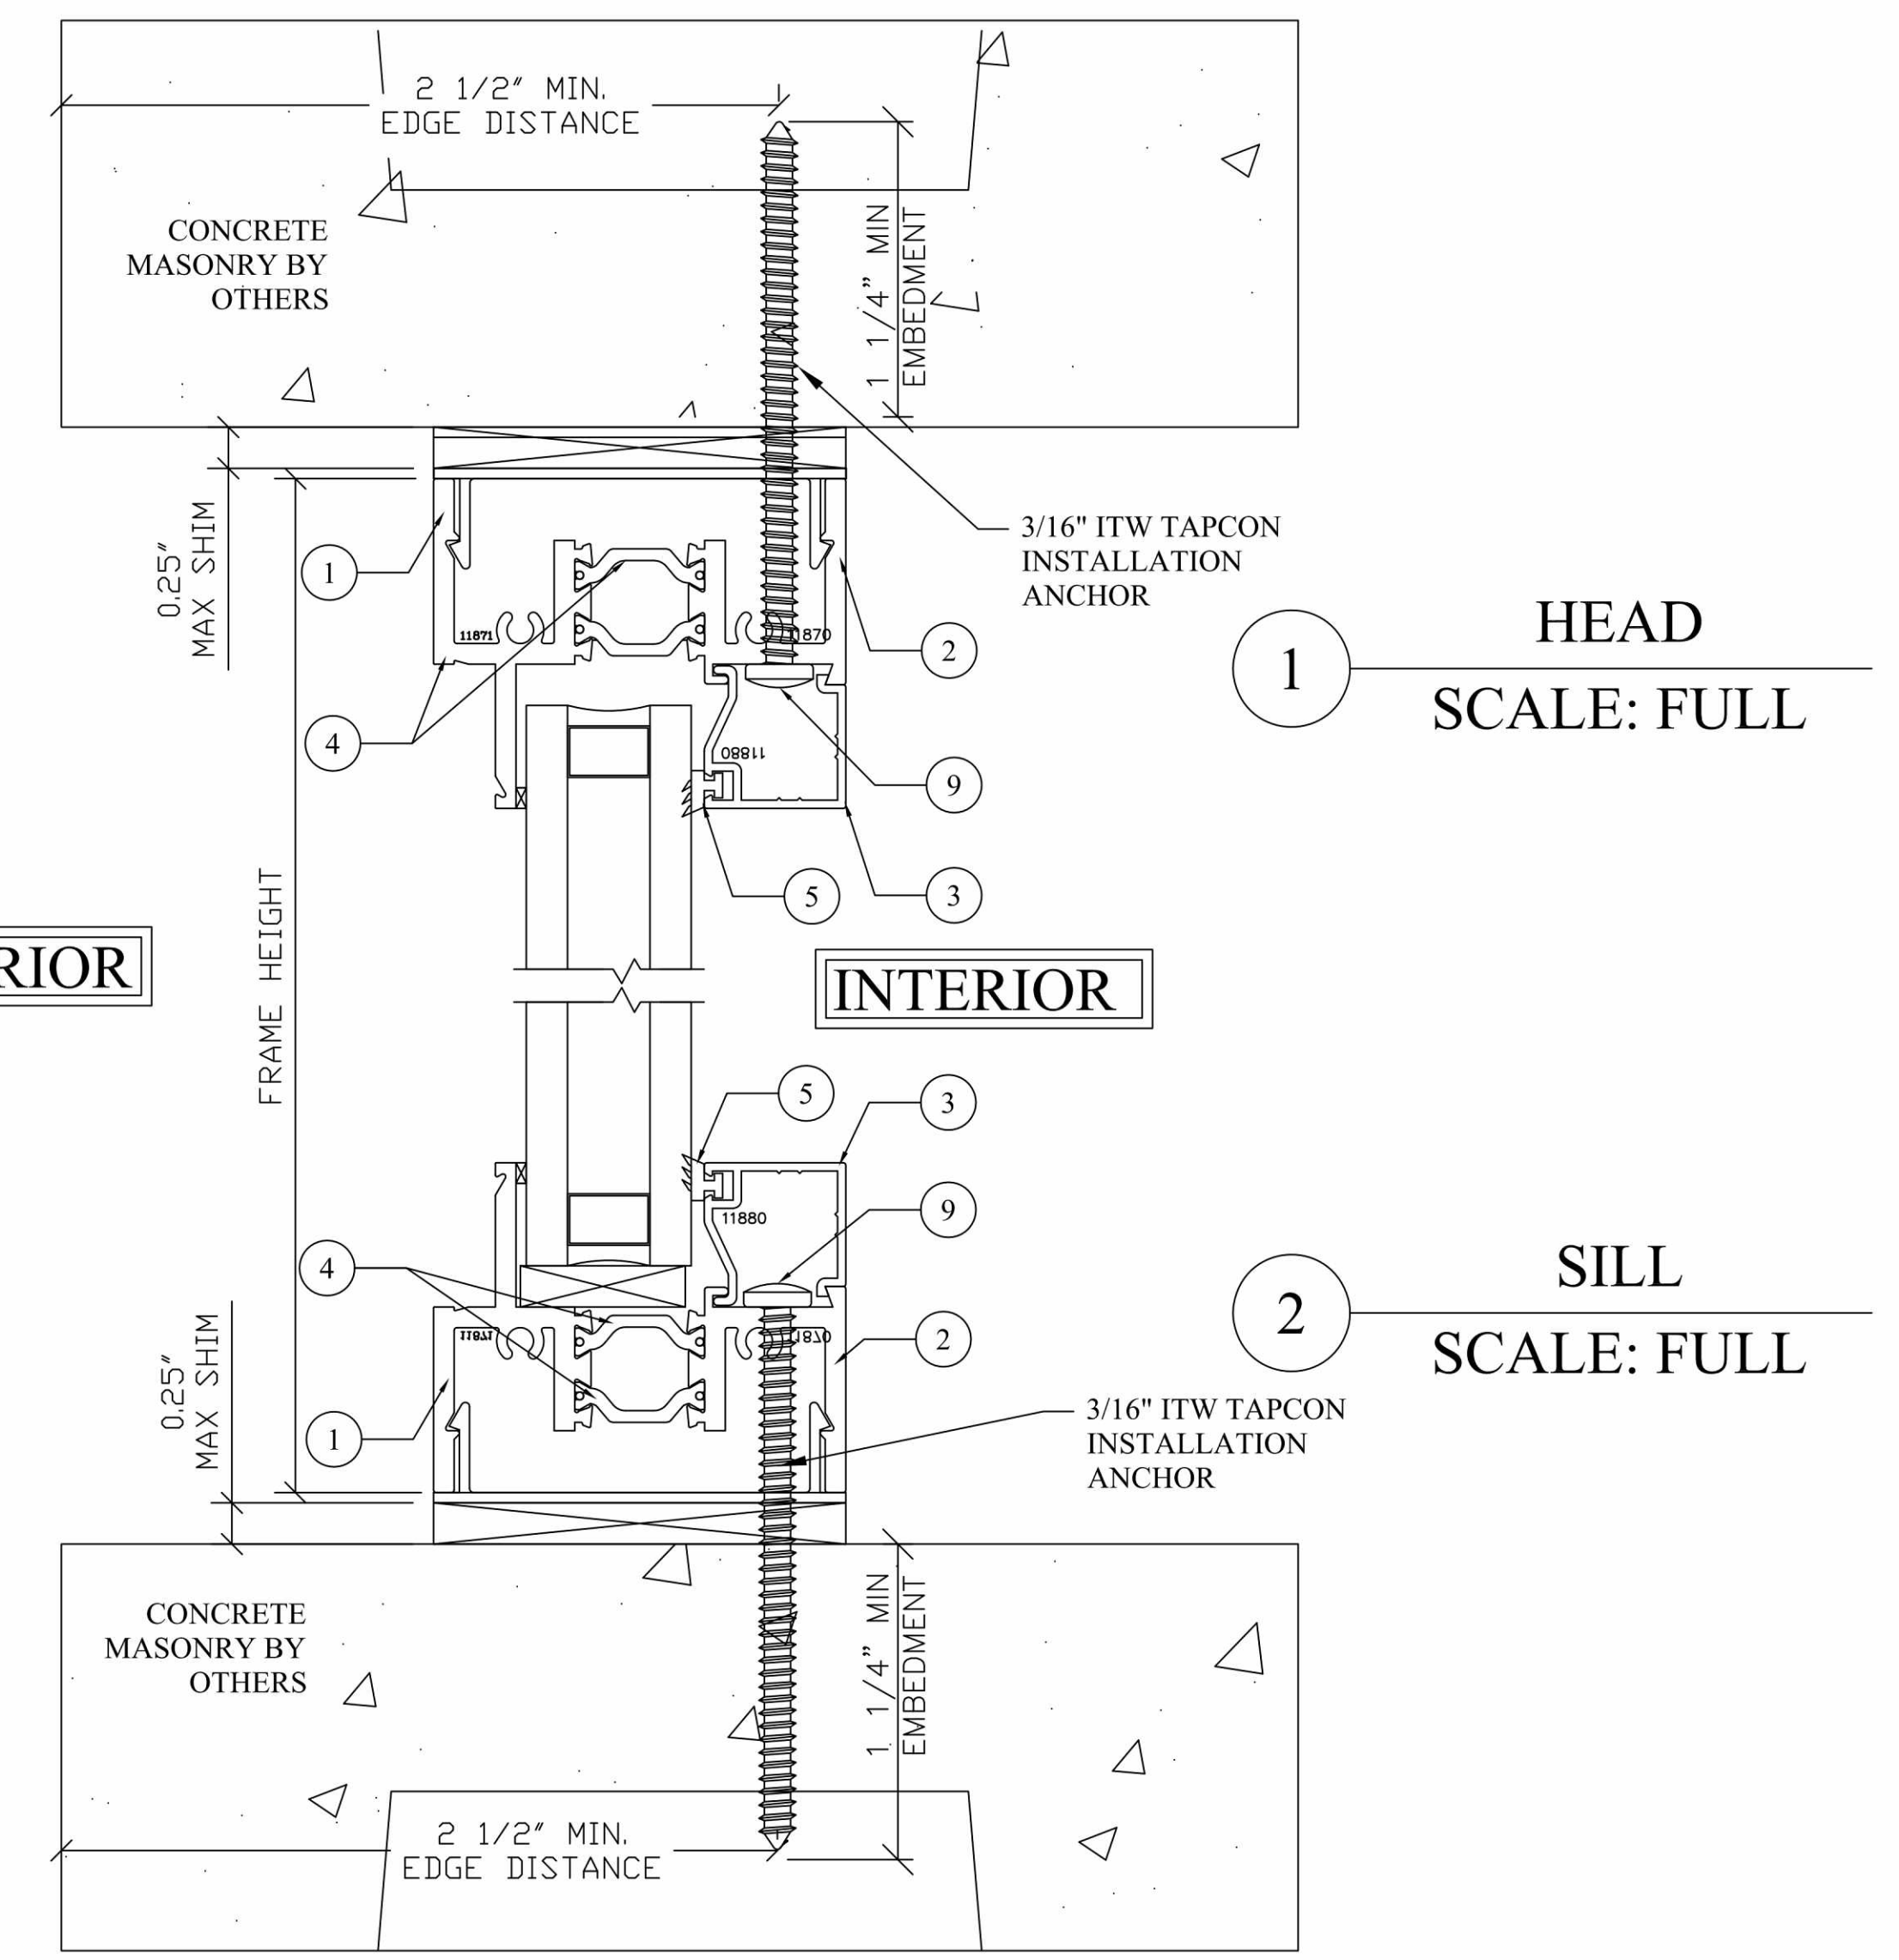 2 1/2" MIN.
EDGE DISTANCE
CONCRETE
MASONRY BY
OTHERS
1 1/4" MIN
EMBEDMENT
0.25"
MAX SHIM
3/16" ITW TAPCON
INSTALLATION
ANCHOR
1
11871
11870
2
4
11880
9
5
3
1
HEAD
SCALE: FULL
FRAME HEIGHT
RIOR
INTERIOR
5
3
11880
9
4
11871
11870
2
1
2
SILL
SCALE: FULL
0.25"
MAX SHIM
3/16" ITW TAPCON
INSTALLATION
ANCHOR
CONCRETE
MASONRY BY
OTHERS
1 1/4" MIN
EMBEDMENT
2 1/2" MIN.
EDGE DISTANCE